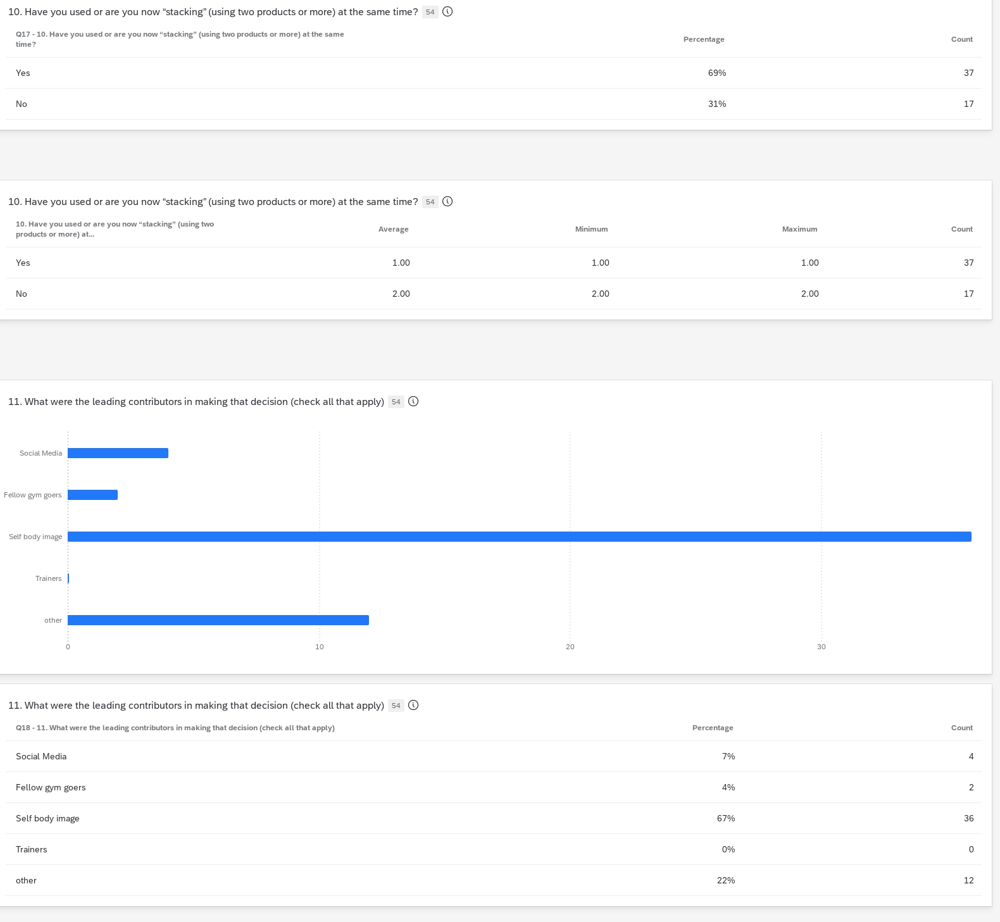 10. Have you used or are you now “stacking” (using two products or more) at the same time? 54
Q17 - 10. Have you used or are you now “stacking” (using two products or more) at the same
time?
Percentage
Count
Yes 69% 37
No 31% 17
10. Have you used or are you now “stacking” (using two products or more) at the same time? 54
10. Have you used or are you now “stacking” (using two
products or more) at...
Average
Minimum
Maximum
Count
Yes 1.00 1.00 1.00 37
No 2.00 2.00 2.00 17
11. What were the leading contributors in making that decision (check all that apply) 54
Social Media
Fellow gym goers
Self body image
Trainers
other
0 10 20 30
11. What were the leading contributors in making that decision (check all that apply) 54
Q18 - 11. What were the leading contributors in making that decision (check all that apply) Percentage Count
Social Media 7% 4
Fellow gym goers 4% 2
Self body image 67% 36
Trainers 0% 0
other 22% 12